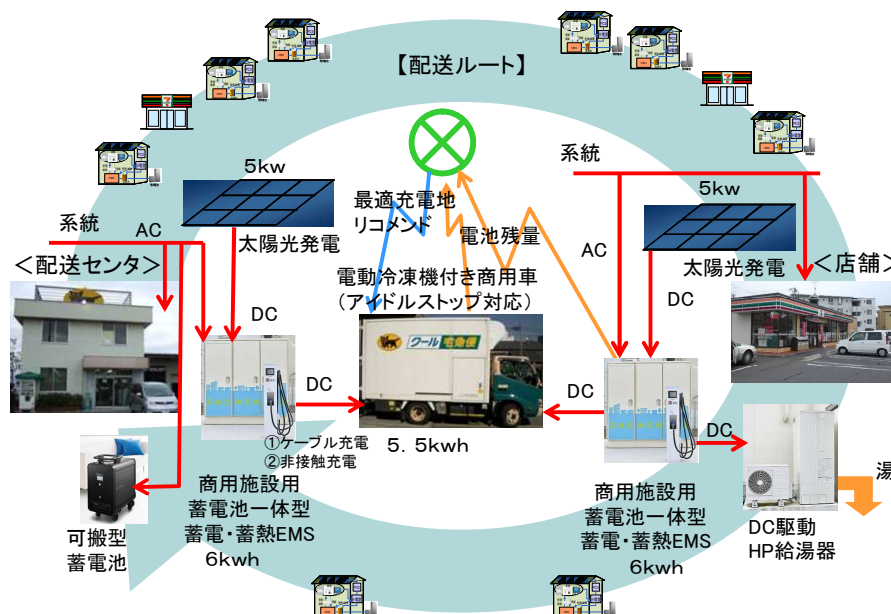 【配送ルート】
5kw
系統
AC
太陽光発電
＜配送センタ＞
DC
最適充電地
リコメンド
電池残量
電動冷凍機付き商用車
（アイドルストップ対応）
クール宅急便
系統
5kw
AC
太陽光発電
＜店舗＞
DC
DC
①ケーブル充電
②非接触充電
5．5kwh
DC
DC
湯
商用施設用
蓄電池一体型
蓄電・蓄熱EMS
6kwh
可搬型
蓄電池
商用施設用
蓄電池一体型
蓄電・蓄熱EMS
6kwh
DC駆動
HP給湯器